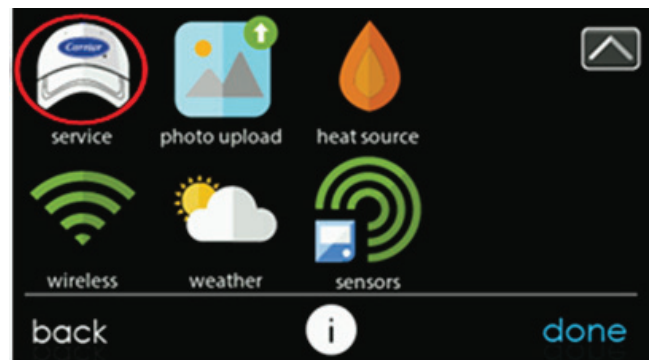 Carrier
service photo upload heat source
wireless weather sensors
back i done